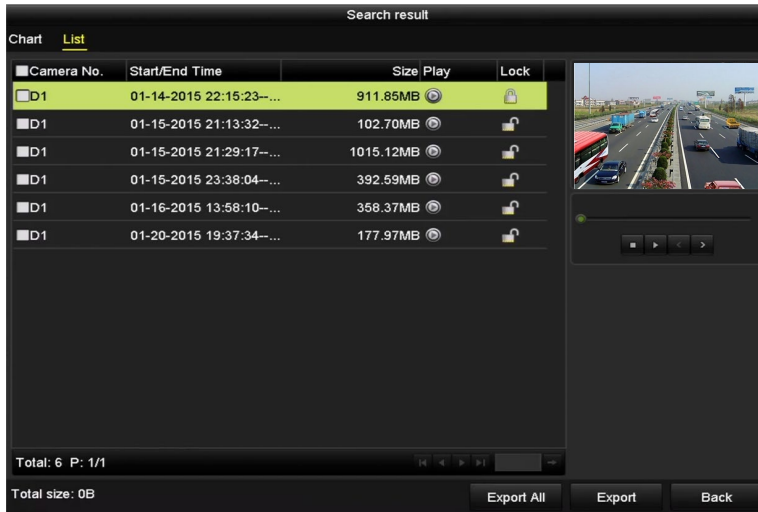 Search result
Chart List
Camera No. Start/End Time Size Play Lock
D1 01-14-2015 22:15:23--... 911.85MB
D1 01-15-2015 21:13:32--... 102.70MB
D1 01-15-2015 21:29:17--... 1015.12MB
D1 01-15-2015 23:38:04--... 392.59MB
D1 01-16-2015 13:58:10--... 358.37MB
D1 01-20-2015 19:37:34--... 177.97MB
Total: 6 P: 1/1
Total size: 0B Export All Export Back